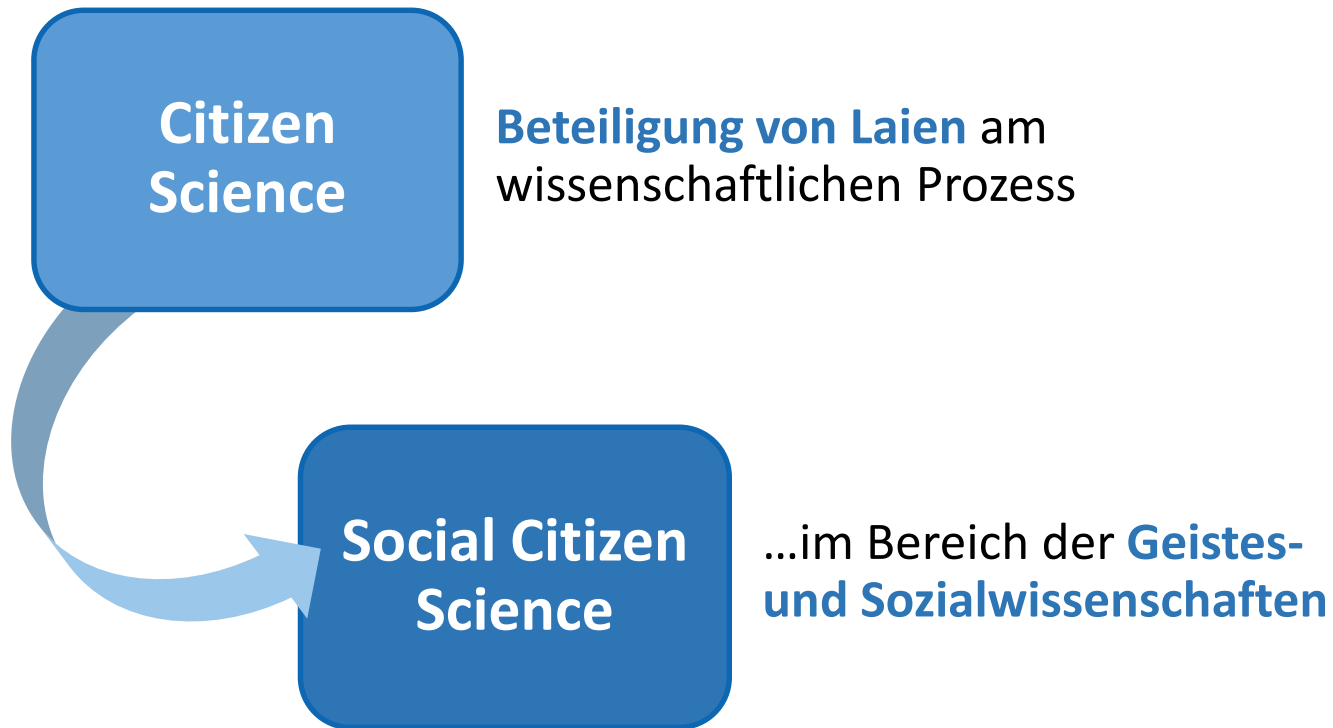 Citizen
Science
Beteiligung von Laien am
wissenschaftlichen Prozess
Social Citizen
Science
...im Bereich der Geistes-
und Sozialwissenschaften